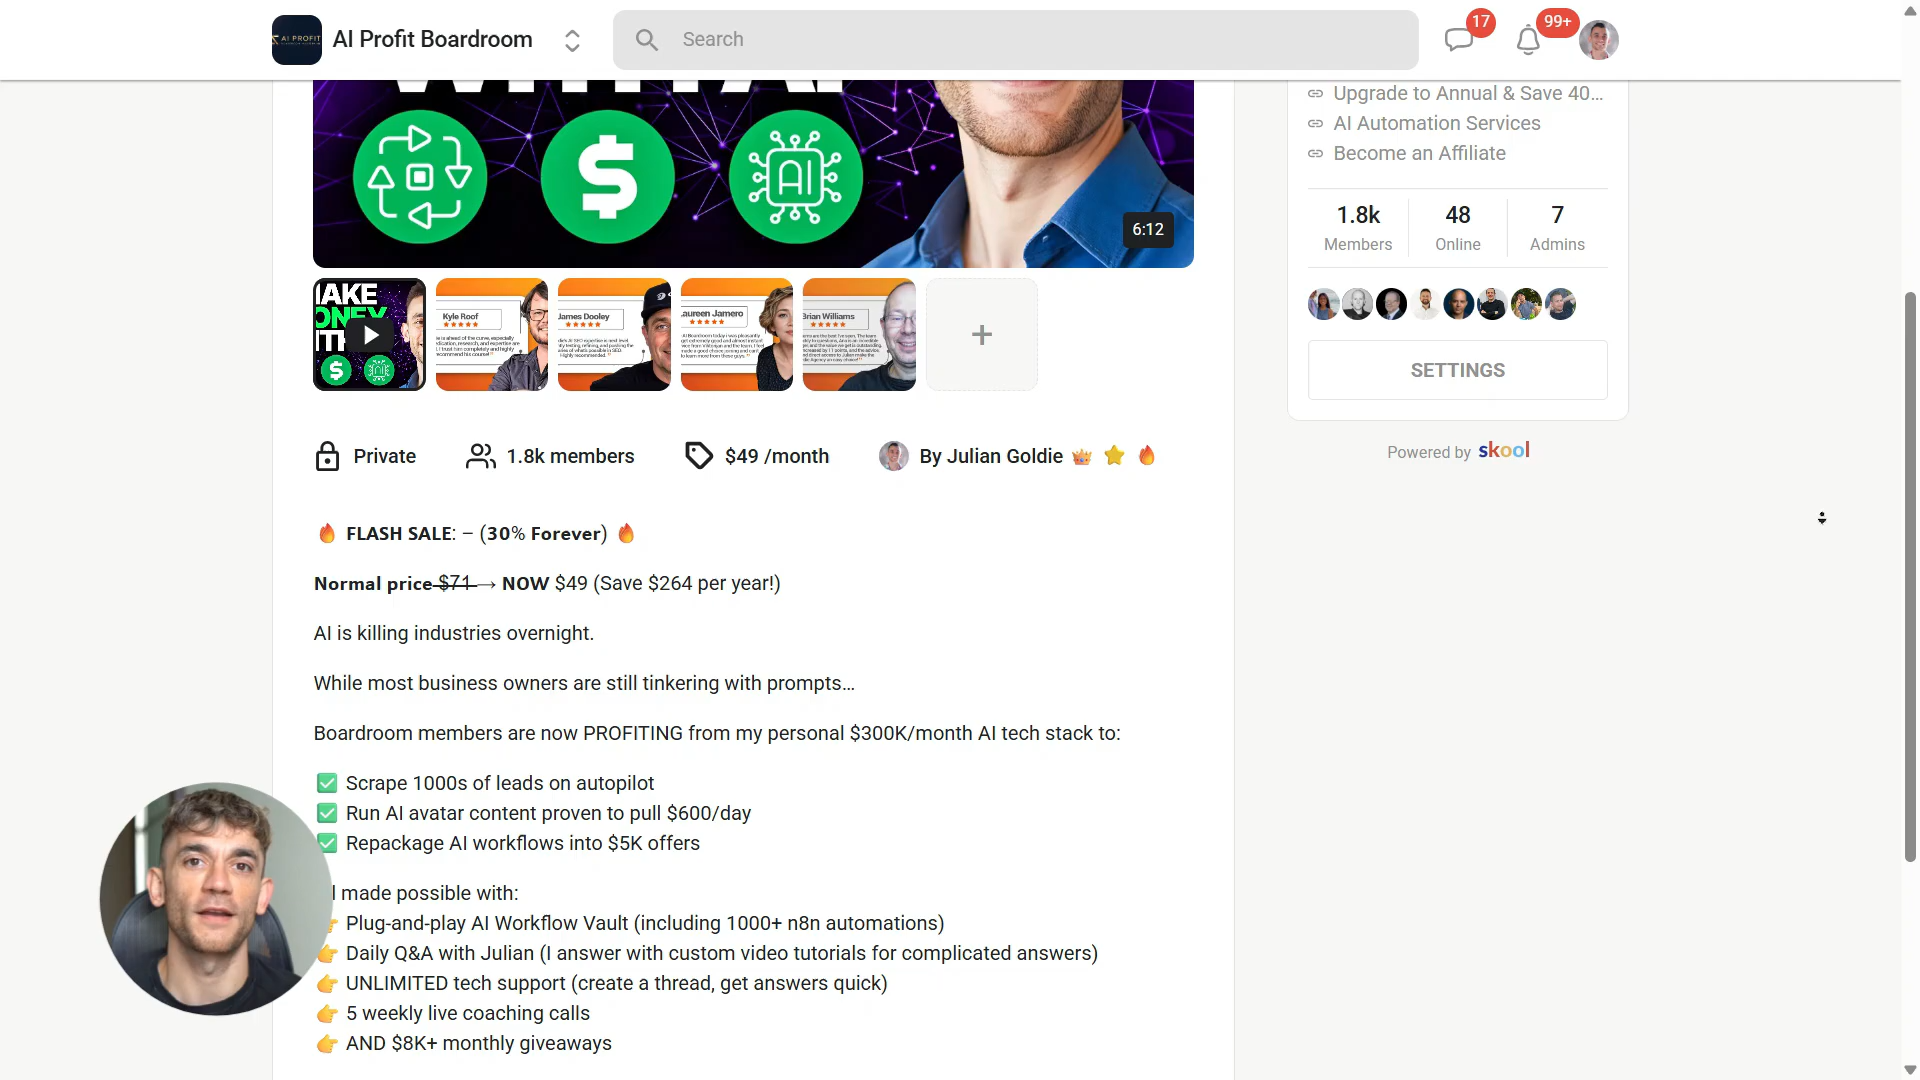 AI PROFIT
AI Profit Boardroom
Search
17
99+
AI
6:12
MAKE
Kyle Roof
James Dooley
Laureen Jamero
Brian Williams
Private
1.8k members
$49 /month
By Julian Goldie
🔥 FLASH SALE: – (30% Forever) 🔥
Normal price $71 → NOW $49 (Save $264 per year!)
AI is killing industries overnight.
While most business owners are still tinkering with prompts…
Boardroom members are now PROFITING from my personal $300K/month AI tech stack to:
✅ Scrape 1000s of leads on autopilot
✅ Run AI avatar content proven to pull $600/day
✅ Repackage AI workflows into $5K offers
made possible with:
👉 Plug-and-play AI Workflow Vault (including 1000+ n8n automations)
👉 Daily Q&A with Julian (I answer with custom video tutorials for complicated answers)
👉 UNLIMITED tech support (create a thread, get answers quick)
👉 5 weekly live coaching calls
👉 AND $8K+ monthly giveaways
Upgrade to Annual & Save 40...
AI Automation Services
Become an Affiliate
1.8k
Members
48
Online
7
Admins
SETTINGS
Powered by skool